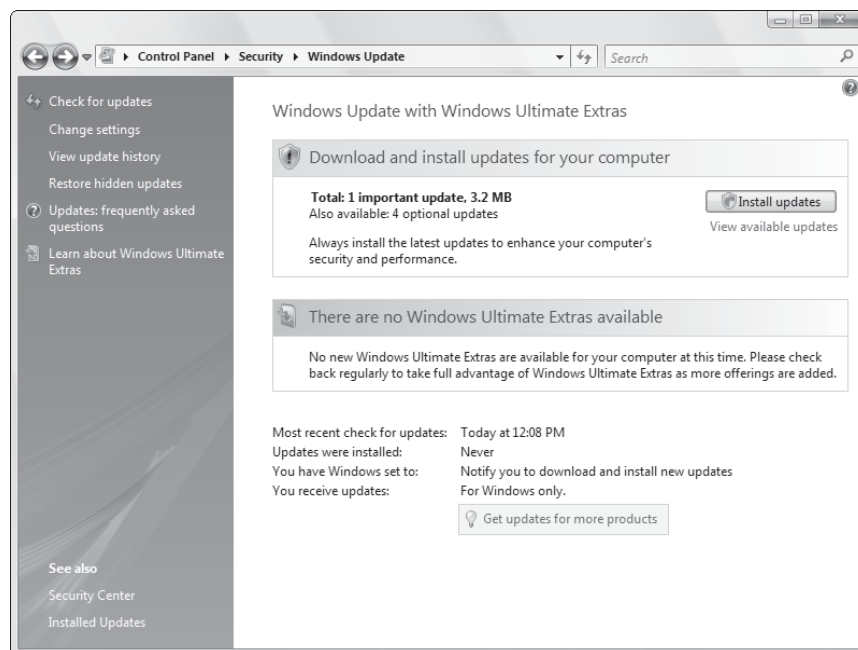 Control Panel Security Windows Update Search
Check for updates
Change settings
View update history
Restore hidden updates
Updates: frequently asked
questions
Learn about Windows Ultimate
Extras
See also
Security Center
Installed Updates
Windows Update with Windows Ultimate Extras
Download and install updates for your computer
Total: 1 important update, 3.2 MB
Also available: 4 optional updates
Always install the latest updates to enhance your computer's
security and performance.
Install updates
View available updates
There are no Windows Ultimate Extras available
No new Windows Ultimate Extras are available for your computer at this time. Please check
back regularly to take full advantage of Windows Ultimate Extras as more offerings are added.
Most recent check for updates: Today at 12:08 PM
Updates were installed: Never
You have Windows set to: Notify you to download and install new updates
You receive updates: For Windows only.
Get updates for more products